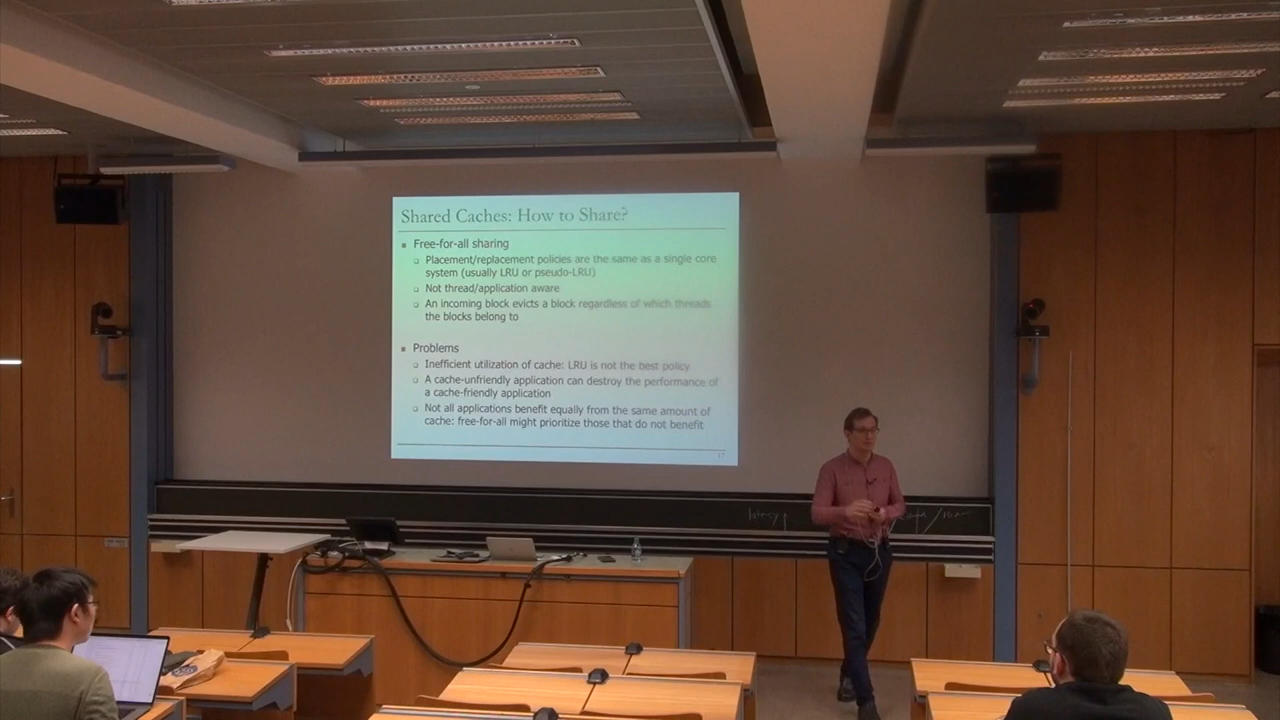 Shared Caches: How to Share?
Free-for-all sharing
Placement/replacement policies are the same as a single core
system (usually LRU or pseudo-LRU)
Not thread/application aware
An incoming block evicts a block regardless of which threads
the blocks belong to
Problems
Inefficient utilization of cache: LRU is not the best policy
A cache-unfriendly application can destroy the performance of
a cache-friendly application
Not all applications benefit equally from the same amount of
cache: free-for-all might prioritize those that do not benefit
17
latency